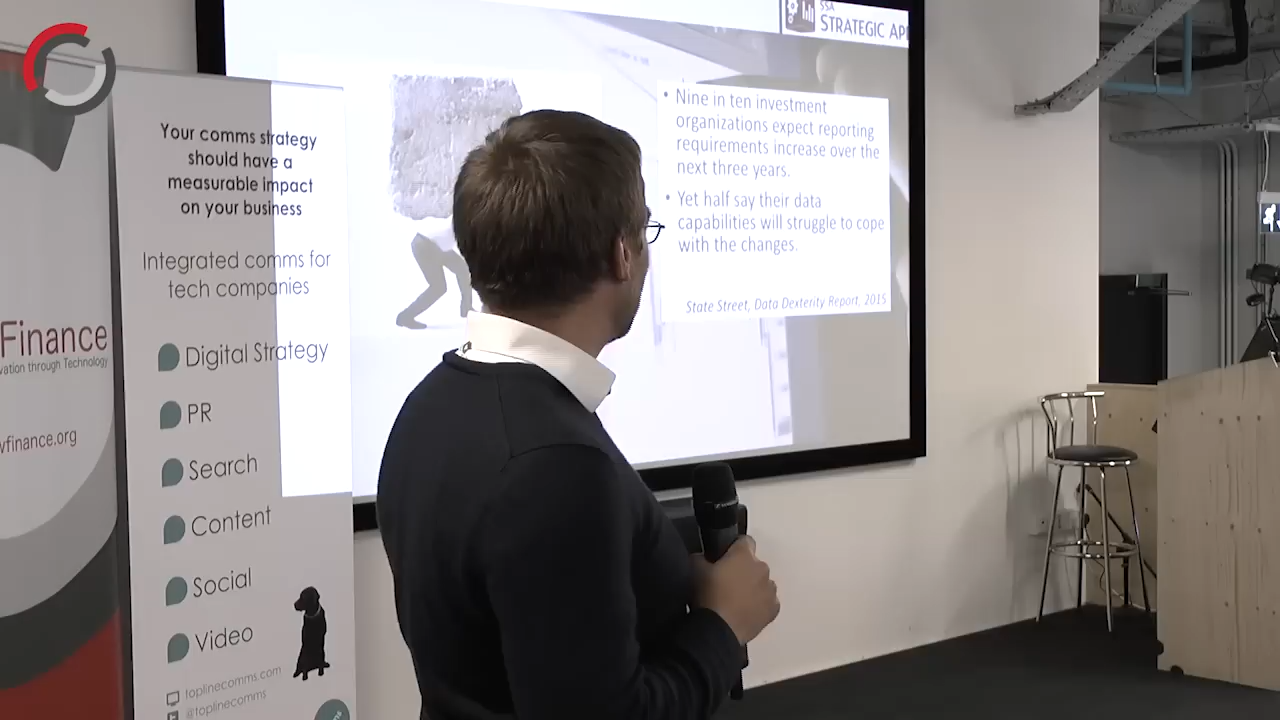 SSA
STRATEGIC
Nine in ten investment
organizations expect reporting
requirements increase over the
next three years.
Yet half say their data
capabilities will struggle to cope
with the changes.
State Street, Data Dexterity Report, 2015
Your comms strategy
should have a
measurable impact
on your business
Integrated comms for
tech companies
Digital Strategy
PR
Search
Content
Social
Video
toplinecomms.com
@toplinecomms
Finance
through Technology
wfinance.org